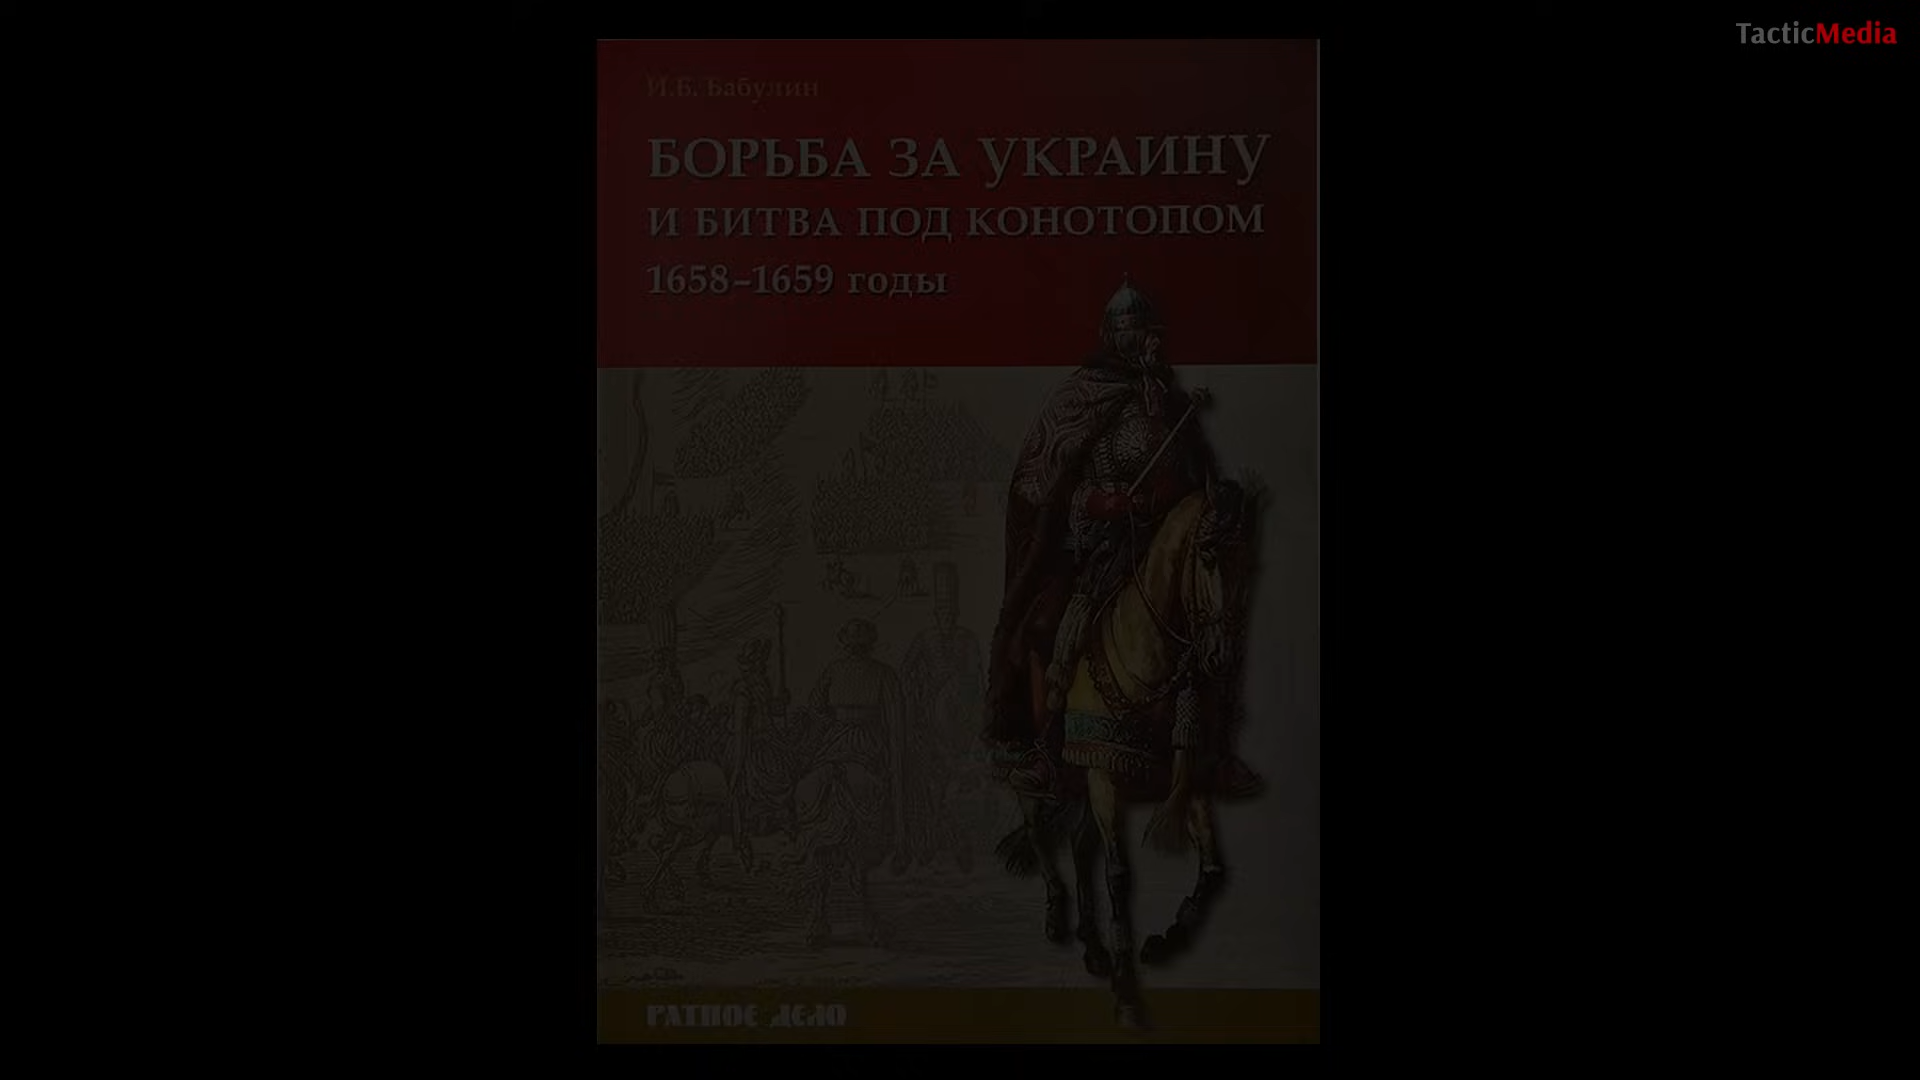 TacticMedia
И.Б. Бабулин
БОРЬБА ЗА УКРАИНУ
И БИТВА ПОД КОНОТОПОМ
1658–1659 годы
РАТНОЕ ДЕЛО